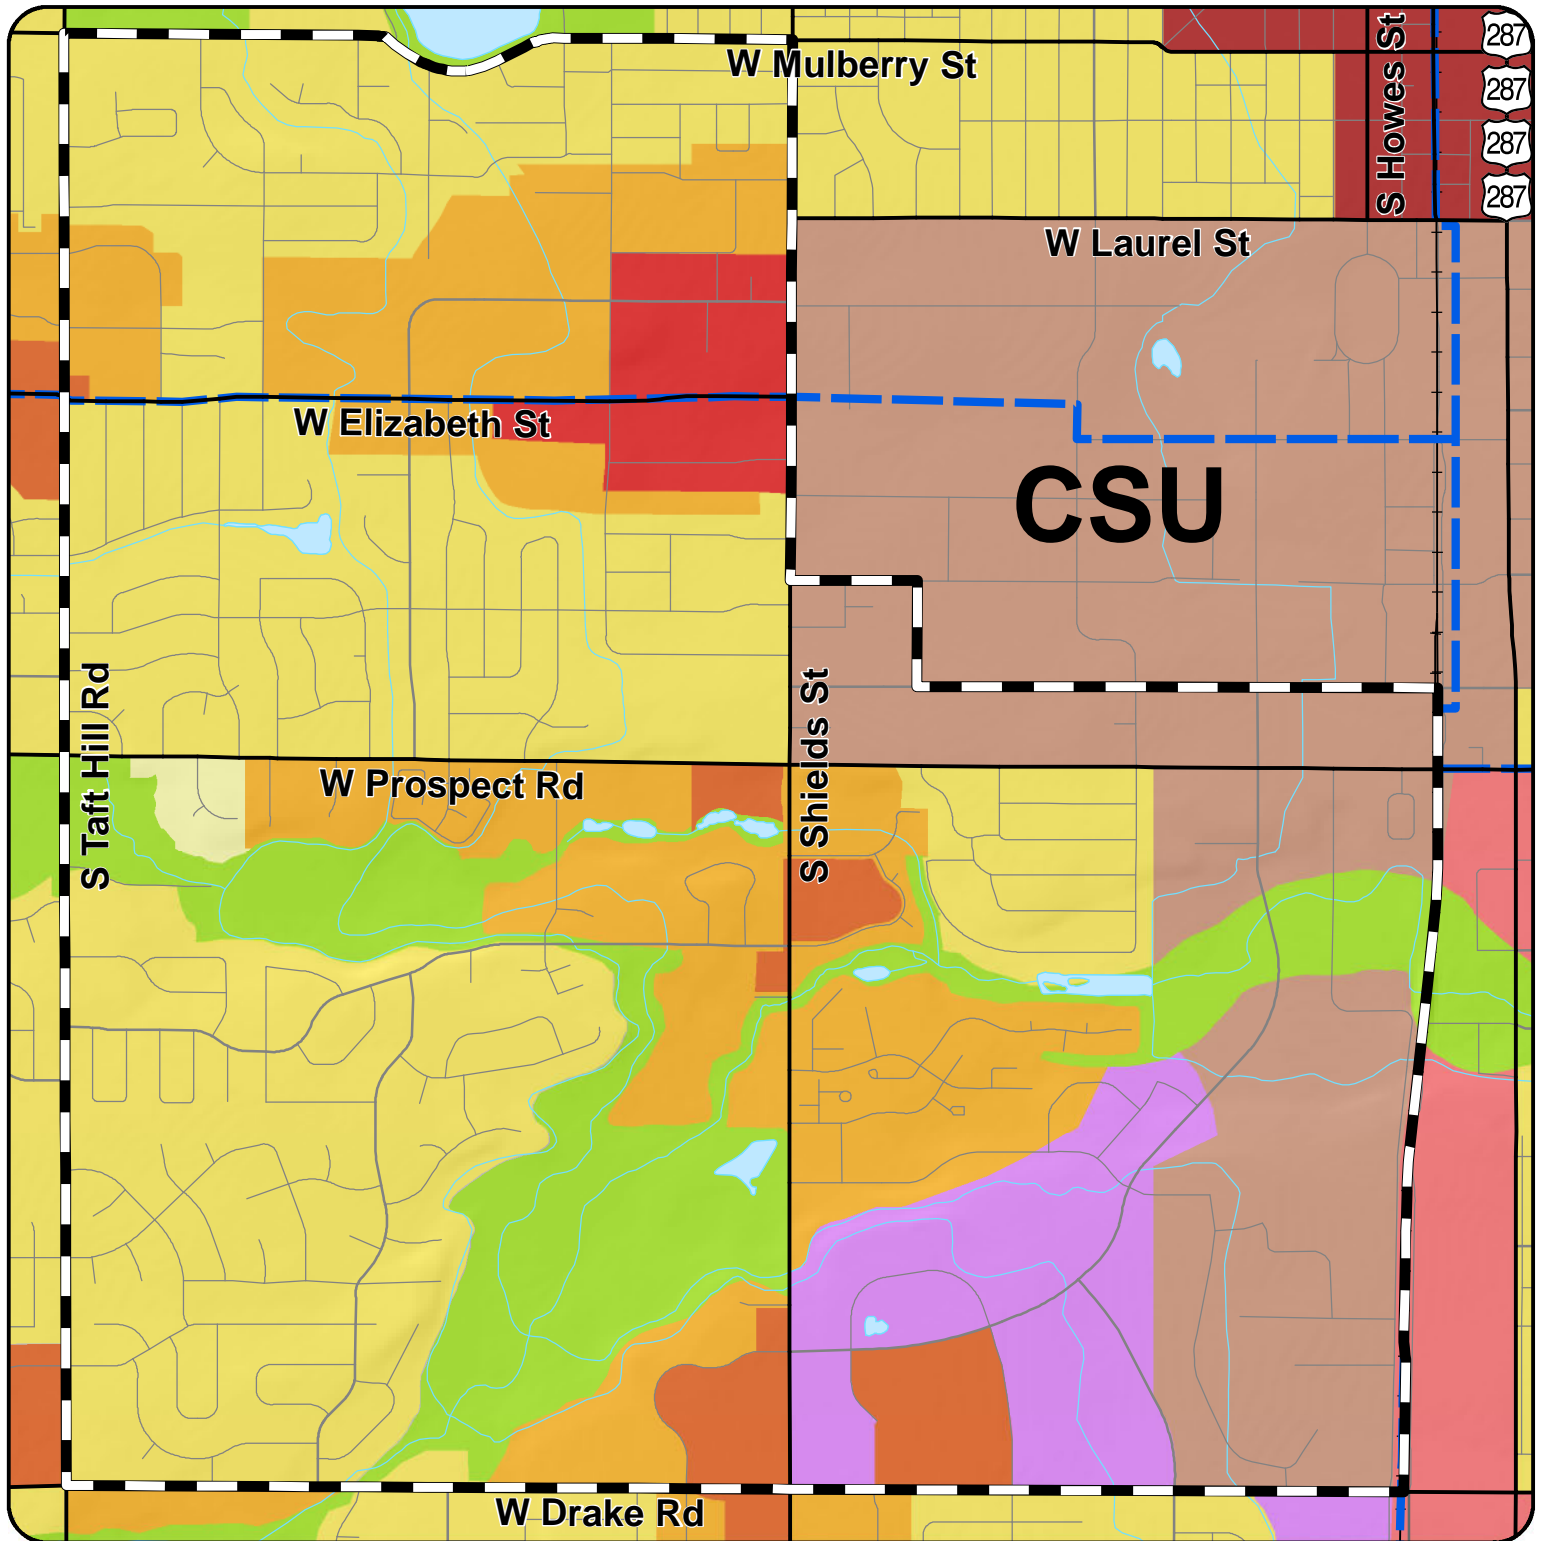 287
287
287
287
S Howes St
W Mulberry St
W Laurel St
W Elizabeth St
CSU
S Taft Hill Rd
S Shields St
W Prospect Rd
W Drake Rd